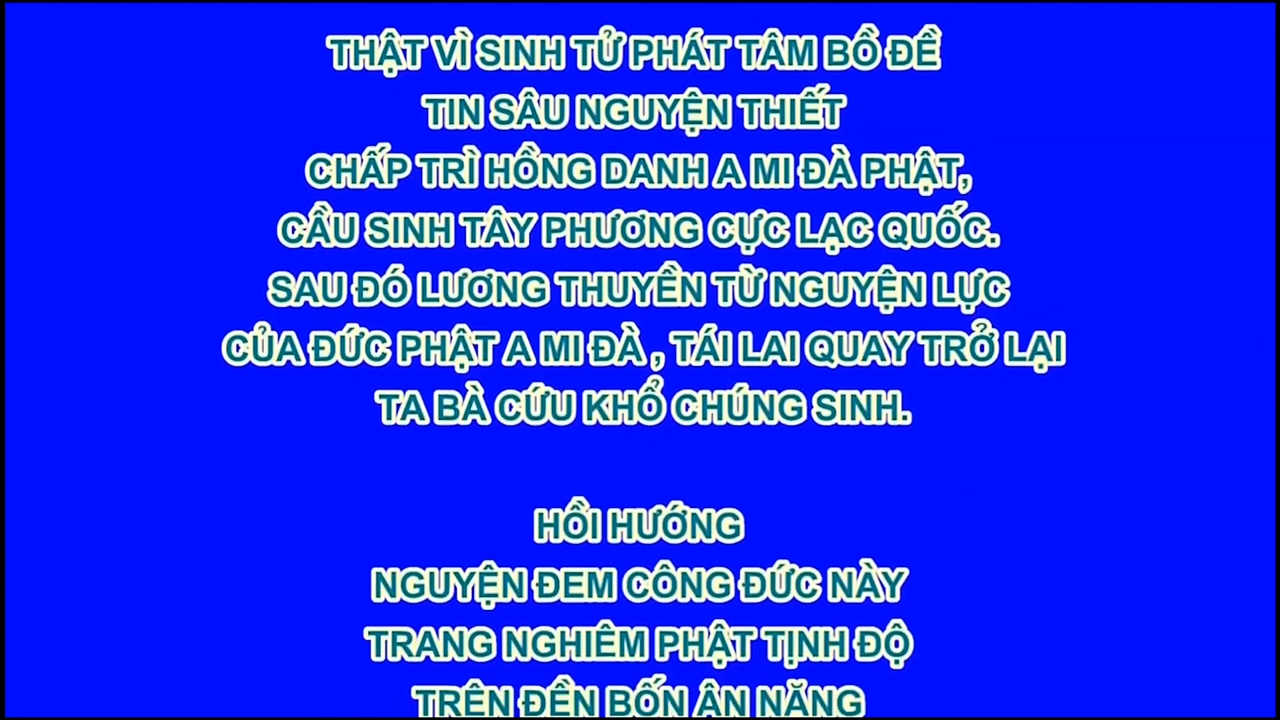 THẬT VÌ SINH TỬ PHÁT TÂM BỒ ĐỀ
TIN SÂU NGUYỆN THIẾT
CHẤP TRÌ HỒNG DANH A MI ĐÀ PHẬT,
CẦU SINH TÂY PHƯƠNG CỰC LẠC QUỐC.
SAU ĐÓ LƯƠNG THUYỀN TỪ NGUYỆN LỰC
CỦA ĐỨC PHẬT A MI ĐÀ , TÁI LAI QUAY TRỞ LẠI
TA BÀ CỨU KHỔ CHÚNG SINH.
HỒI HƯỚNG
NGUYỆN ĐEM CÔNG ĐỨC NÀY
TRANG NGHIÊM PHẬT TỊNH ĐỘ
TRÊN ĐỀN BỐN ÂN NĂNG